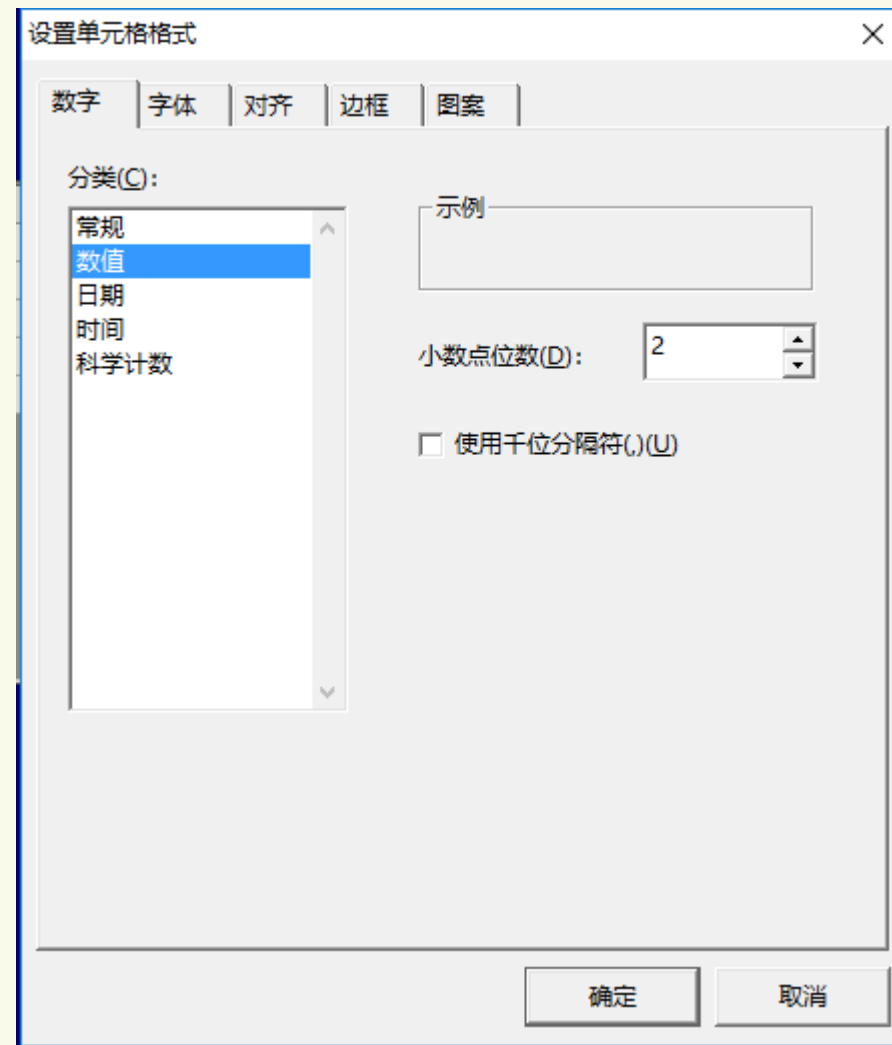 设置单元格格式
数字 字体 对齐 边框 图案
分类(C):
常规
数值
日期
时间
科学计数
示例
小数点位数(D): 2
使用千位分隔符(,)(U)
确定 取消